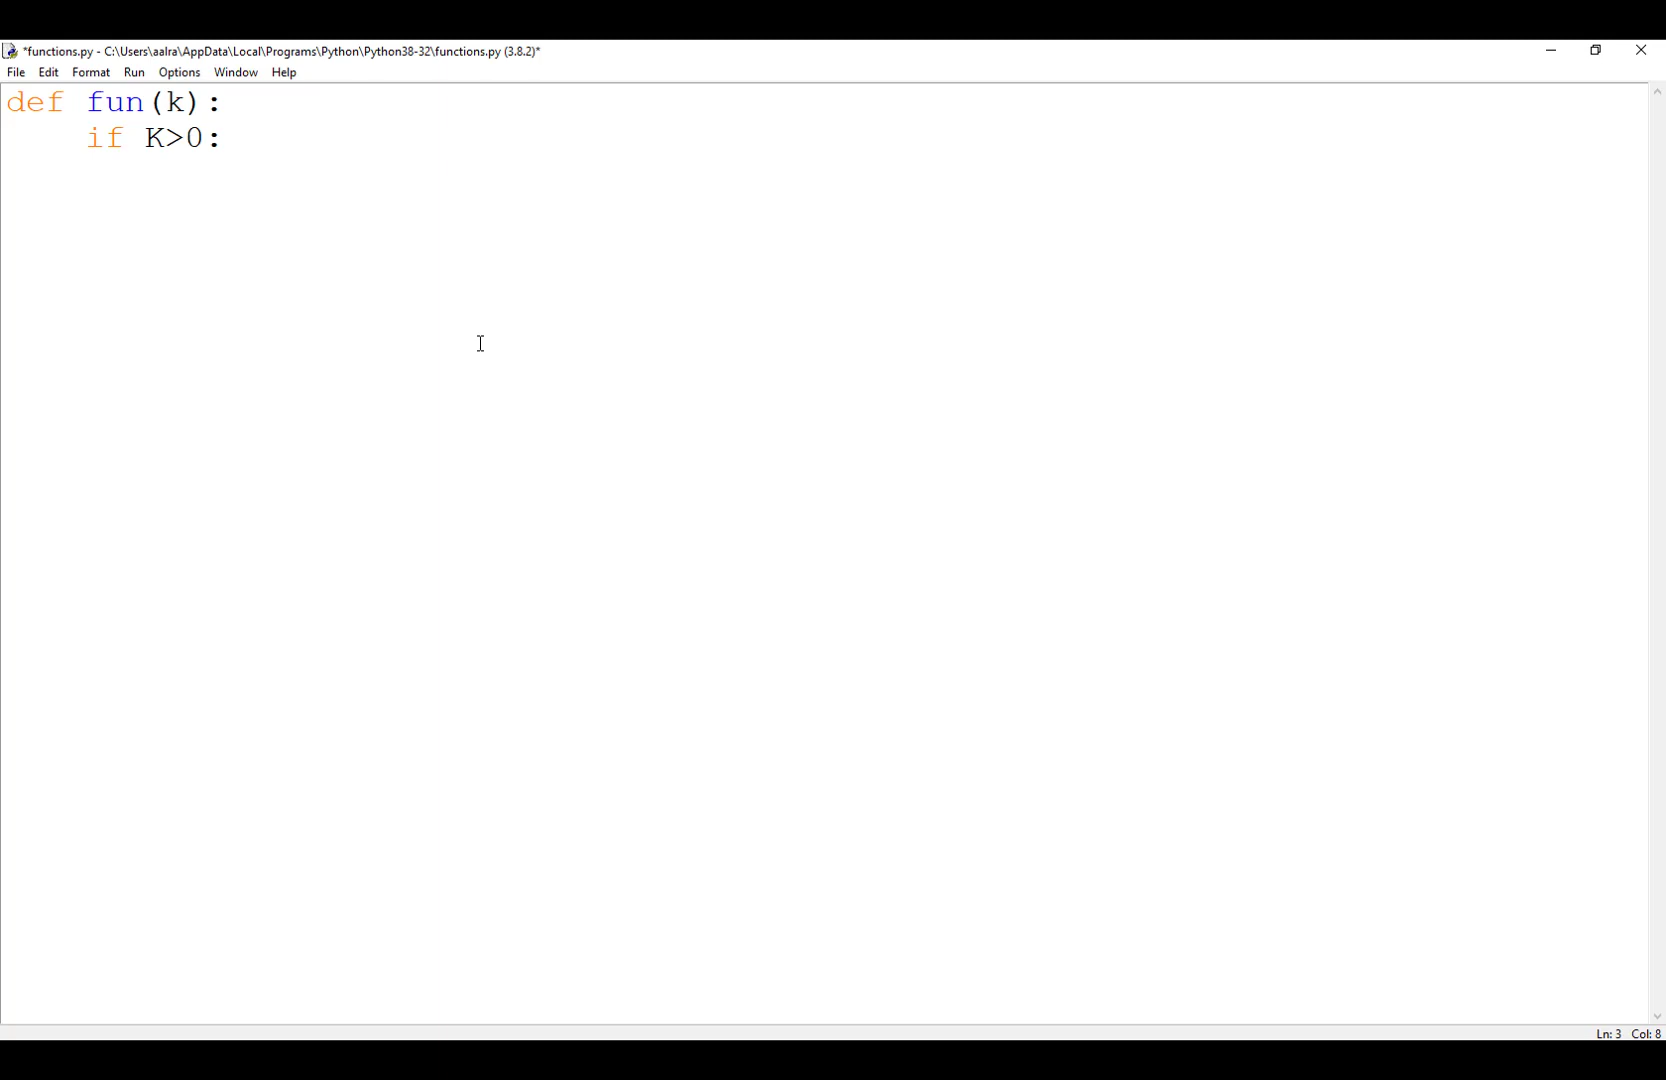 *functions.py - C:\Users\aalra\AppData\Local\Programs\Python\Python38-32\functions.py (3.8.2)*
File Edit Format Run Options Window Help
def fun(k):
    if K>0:
Ln: 3 Col: 8